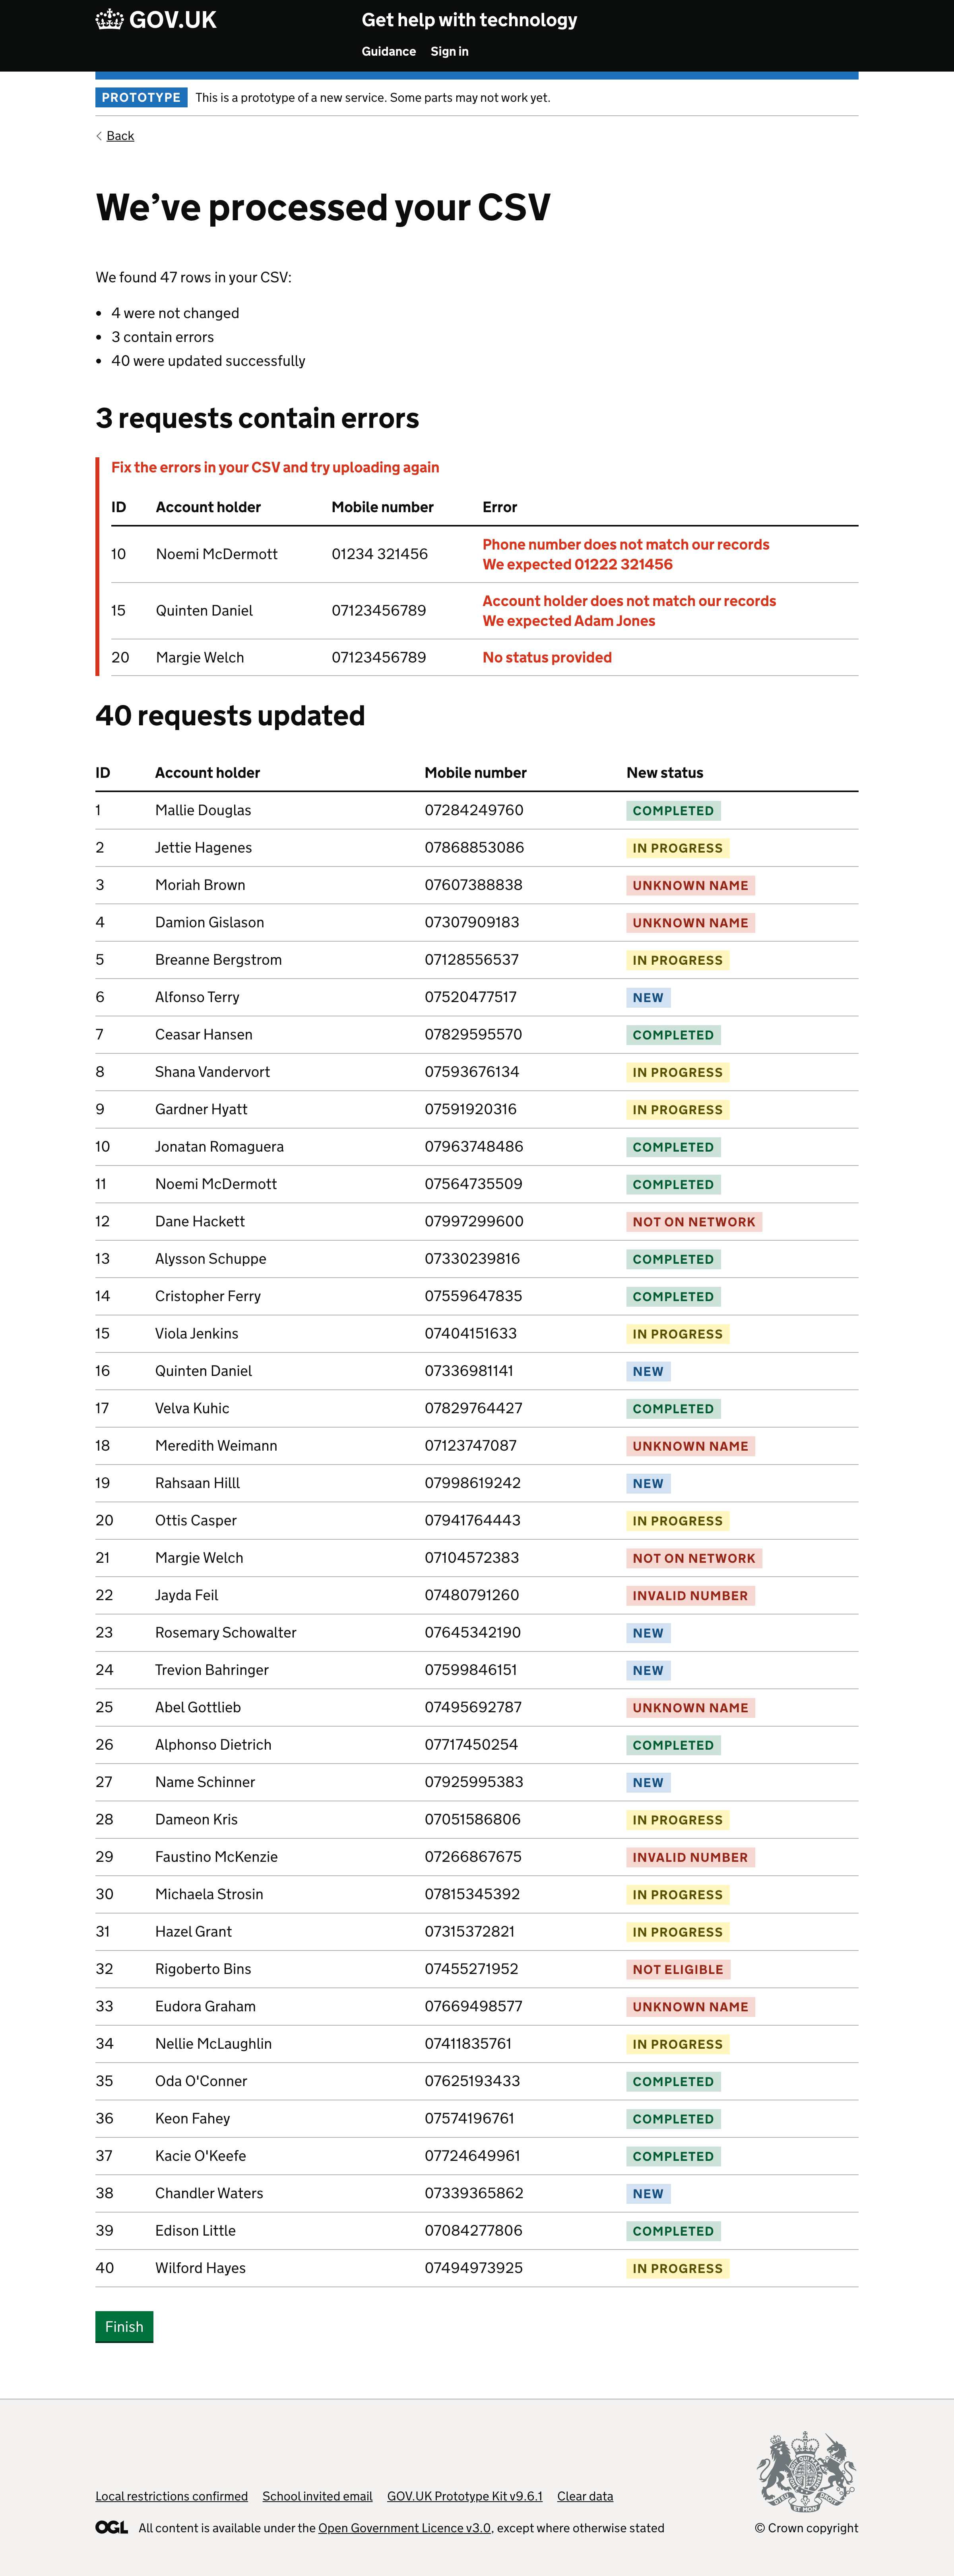 GOV.UK Get help with technology
Guidance Sign in
PROTOTYPE This is a prototype of a new service. Some parts may not work yet.
Back
We’ve processed your CSV
We found 47 rows in your CSV:
• 4 were not changed
• 3 contain errors
• 40 were updated successfully
3 requests contain errors
Fix the errors in your CSV and try uploading again
ID Account holder Mobile number Error
10 Noemi McDermott 01234 321456 Phone number does not match our records
We expected 01222 321456
15 Quinten Daniel 07123456789 Account holder does not match our records
We expected Adam Jones
20 Margie Welch 07123456789 No status provided
40 requests updated
ID Account holder Mobile number New status
1 Mallie Douglas 07284249760 COMPLETED
2 Jettie Hagenes 07868853086 IN PROGRESS
3 Moriah Brown 07607388838 UNKNOWN NAME
4 Damion Gislason 07307909183 UNKNOWN NAME
5 Breanne Bergstrom 07128556537 IN PROGRESS
6 Alfonso Terry 07520477517 NEW
7 Ceasar Hansen 07829595570 COMPLETED
8 Shana Vandervort 07593676134 IN PROGRESS
9 Gardner Hyatt 07591920316 IN PROGRESS
10 Jonatan Romaguera 07963748486 COMPLETED
11 Noemi McDermott 07564735509 COMPLETED
12 Dane Hackett 07997299600 NOT ON NETWORK
13 Alysson Schuppe 07330239816 COMPLETED
14 Cristopher Ferry 07559647835 COMPLETED
15 Viola Jenkins 07404151633 IN PROGRESS
16 Quinten Daniel 07336981141 NEW
17 Velva Kuhic 07829764427 COMPLETED
18 Meredith Weimann 07123747087 UNKNOWN NAME
19 Rahsaan Hilll 07998619242 NEW
20 Ottis Casper 07941764443 IN PROGRESS
21 Margie Welch 07104572383 NOT ON NETWORK
22 Jayda Feil 07480791260 INVALID NUMBER
23 Rosemary Schowalter 07645342190 NEW
24 Trevion Bahringer 07599846151 NEW
25 Abel Gottlieb 07495692787 UNKNOWN NAME
26 Alphonso Dietrich 07717450254 COMPLETED
27 Name Schinner 07925995383 NEW
28 Dameon Kris 07051586806 IN PROGRESS
29 Faustino McKenzie 07266867675 INVALID NUMBER
30 Michaela Strosin 07815345392 IN PROGRESS
31 Hazel Grant 07315372821 IN PROGRESS
32 Rigoberto Bins 07455271952 NOT ELIGIBLE
33 Eudora Graham 07669498577 UNKNOWN NAME
34 Nellie McLaughlin 07411835761 IN PROGRESS
35 Oda O'Conner 07625193433 COMPLETED
36 Keon Fahey 07574196761 COMPLETED
37 Kacie O'Keefe 07724649961 COMPLETED
38 Chandler Waters 07339365862 NEW
39 Edison Little 07084277806 COMPLETED
40 Wilford Hayes 07494973925 IN PROGRESS
Finish
Local restrictions confirmed School invited email GOV.UK Prototype Kit v9.6.1 Clear data
OGL All content is available under the Open Government Licence v3.0, except where otherwise stated © Crown copyright